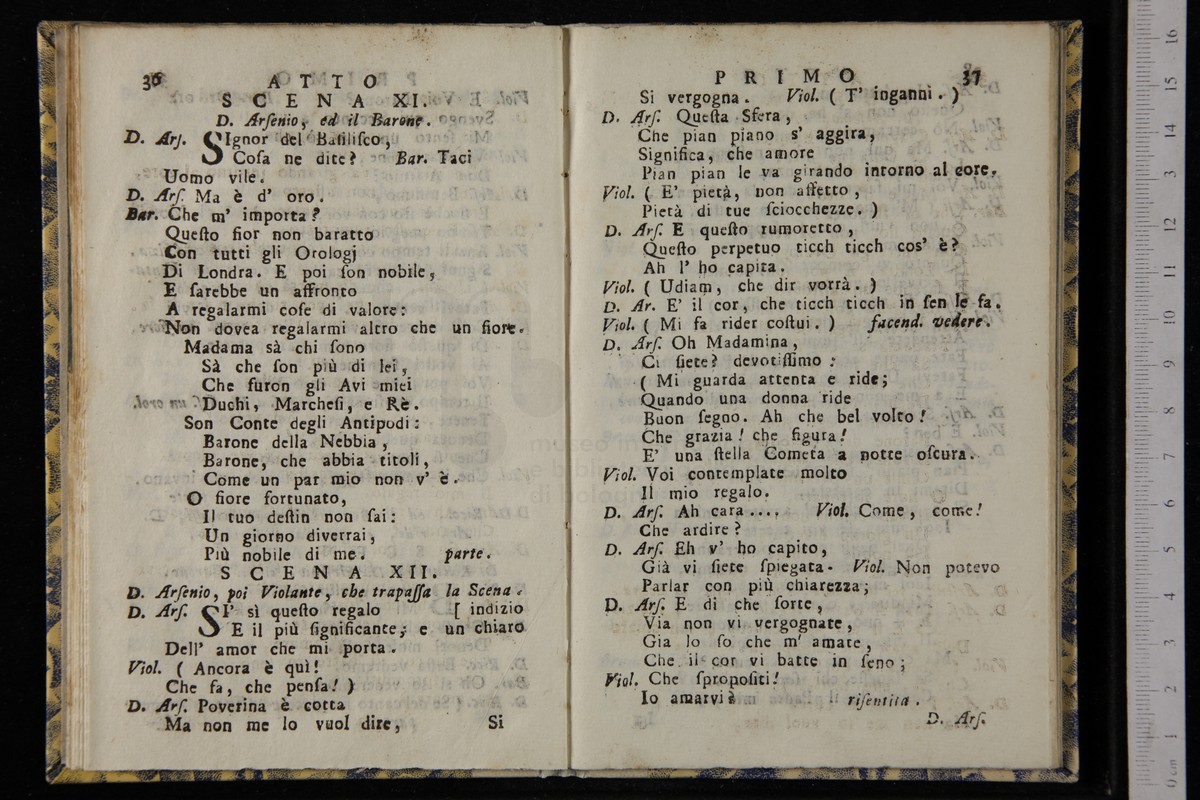 36 ATTO
SCENA XI.
D. Arſenio, ed il Barone.
D. Arſ. SIgnor del Baſiliſco,
Coſa ne dite? Bar. Taci
Uomo vile.
D. Arſ. Ma è d' oro.
Bar. Che m' importa?
Queſto fior non baratto
Con tutti gli Orologj
Di Londra. E poi ſon nobile,
E ſarebbe un affronto
A regalarmi coſe di valore:
Non dovea regalarmi altro che un fiore.
Madama sà chi ſono
Sà che ſon più di lei,
Che furon gli Avi miei
Duchi, Marcheſi, e Rè.
Son Conte degli Antipodi:
Barone della Nebbia,
Barone, che abbia titoli,
Come un par mio non v' è.
O fiore fortunato,
Il tuo deſtin non ſai:
Un giorno diverrai,
Più nobile di me. parte.
SCENA XII.
D. Arſenio, poi Violante, che trapaſſa la Scena.
D. Arſ. SI' sì queſto regalo [ indizio
E il più ſignificante, e un chiaro
Dell' amor che mi porta.
Viol. ( Ancora è quì!
Che fa, che penſa! )
D. Arſ. Poverina è cotta
Ma non me lo vuol dire, Si
PRIMO 37
Si vergogna. Viol. ( T' inganni. )
D. Arſ. Queſta Sfera,
Che pian piano s' aggira,
Significa, che amore
Pian pian le va girando intorno al core.
Viol. ( E' pietà, non affetto,
Pietà di tue ſciocchezze. )
D. Arſ. E queſto rumoretto,
Queſto perpetuo ticch ticch cos' è?
Ah l' ho capita.
Viol. ( Udiam, che dir vorrà. )
D. Ar. E' il cor, che ticch ticch in ſen le fa.
Viol. ( Mi fa rider coſtui. ) facend. vedere.
D. Arſ. Oh Madamina,
Ci ſiete? devotiſſimo:
( Mi guarda attenta e ride;
Quando una donna ride
Buon ſegno. Ah che bel volto!
Che grazia! che figura!
E' una ſtella Cometa a notte oſcura.
Viol. Voi contemplate molto
Il mio regalo.
D. Arſ. Ah cara.... Viol. Come, come!
Che ardire?
D. Arſ. Eh v' ho capito,
Già vi ſiete ſpiegata. Viol. Non potevo
Parlar con più chiarezza;
D. Arſ. E di che forte,
Via non vi vergognate,
Gia lo ſo che m' amate,
Che il cor vi batte in ſeno;
Viol. Che ſpropoſiti!
Io amarvi? riſentita.
D. Arſ.